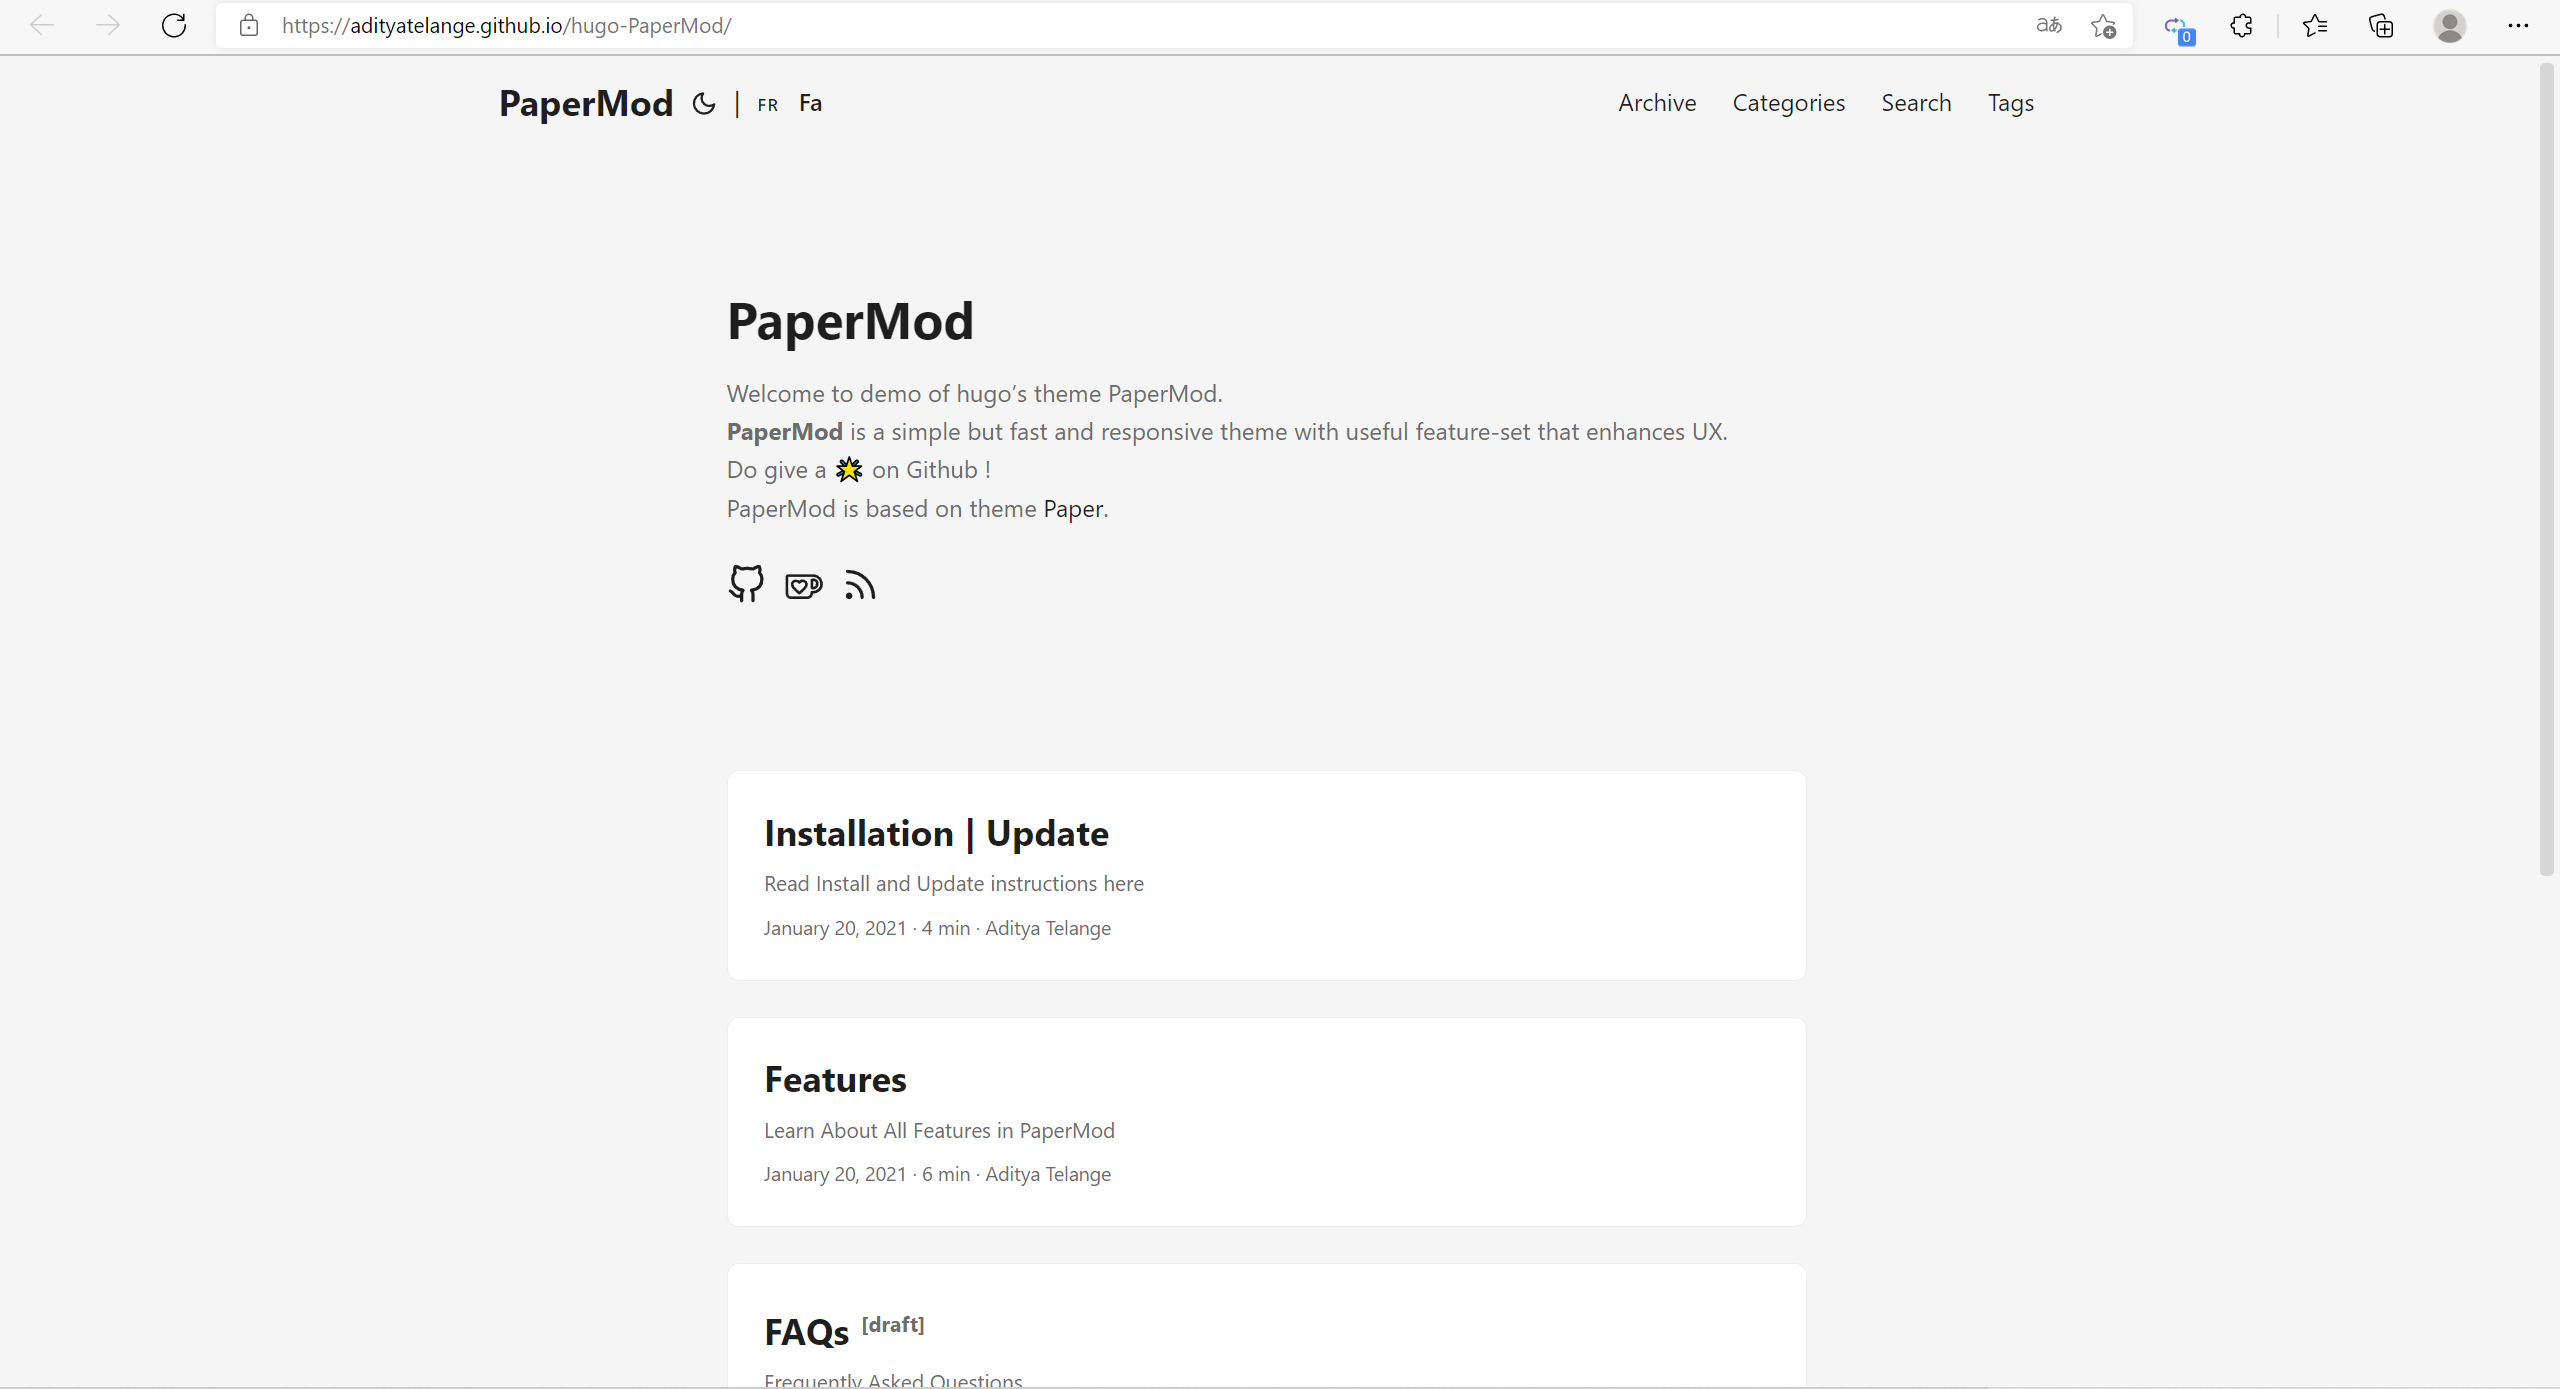 https://adityatelange.github.io/hugo-PaperMod/
aあ
0
PaperMod | FR Fa
Archive Categories Search Tags
PaperMod
Welcome to demo of hugo’s theme PaperMod.
PaperMod is a simple but fast and responsive theme with useful feature-set that enhances UX.
Do give a 🌟 on Github !
PaperMod is based on theme Paper.
Installation | Update
Read Install and Update instructions here
January 20, 2021 · 4 min · Aditya Telange
Features
Learn About All Features in PaperMod
January 20, 2021 · 6 min · Aditya Telange
FAQs [draft]
Frequently Asked Questions